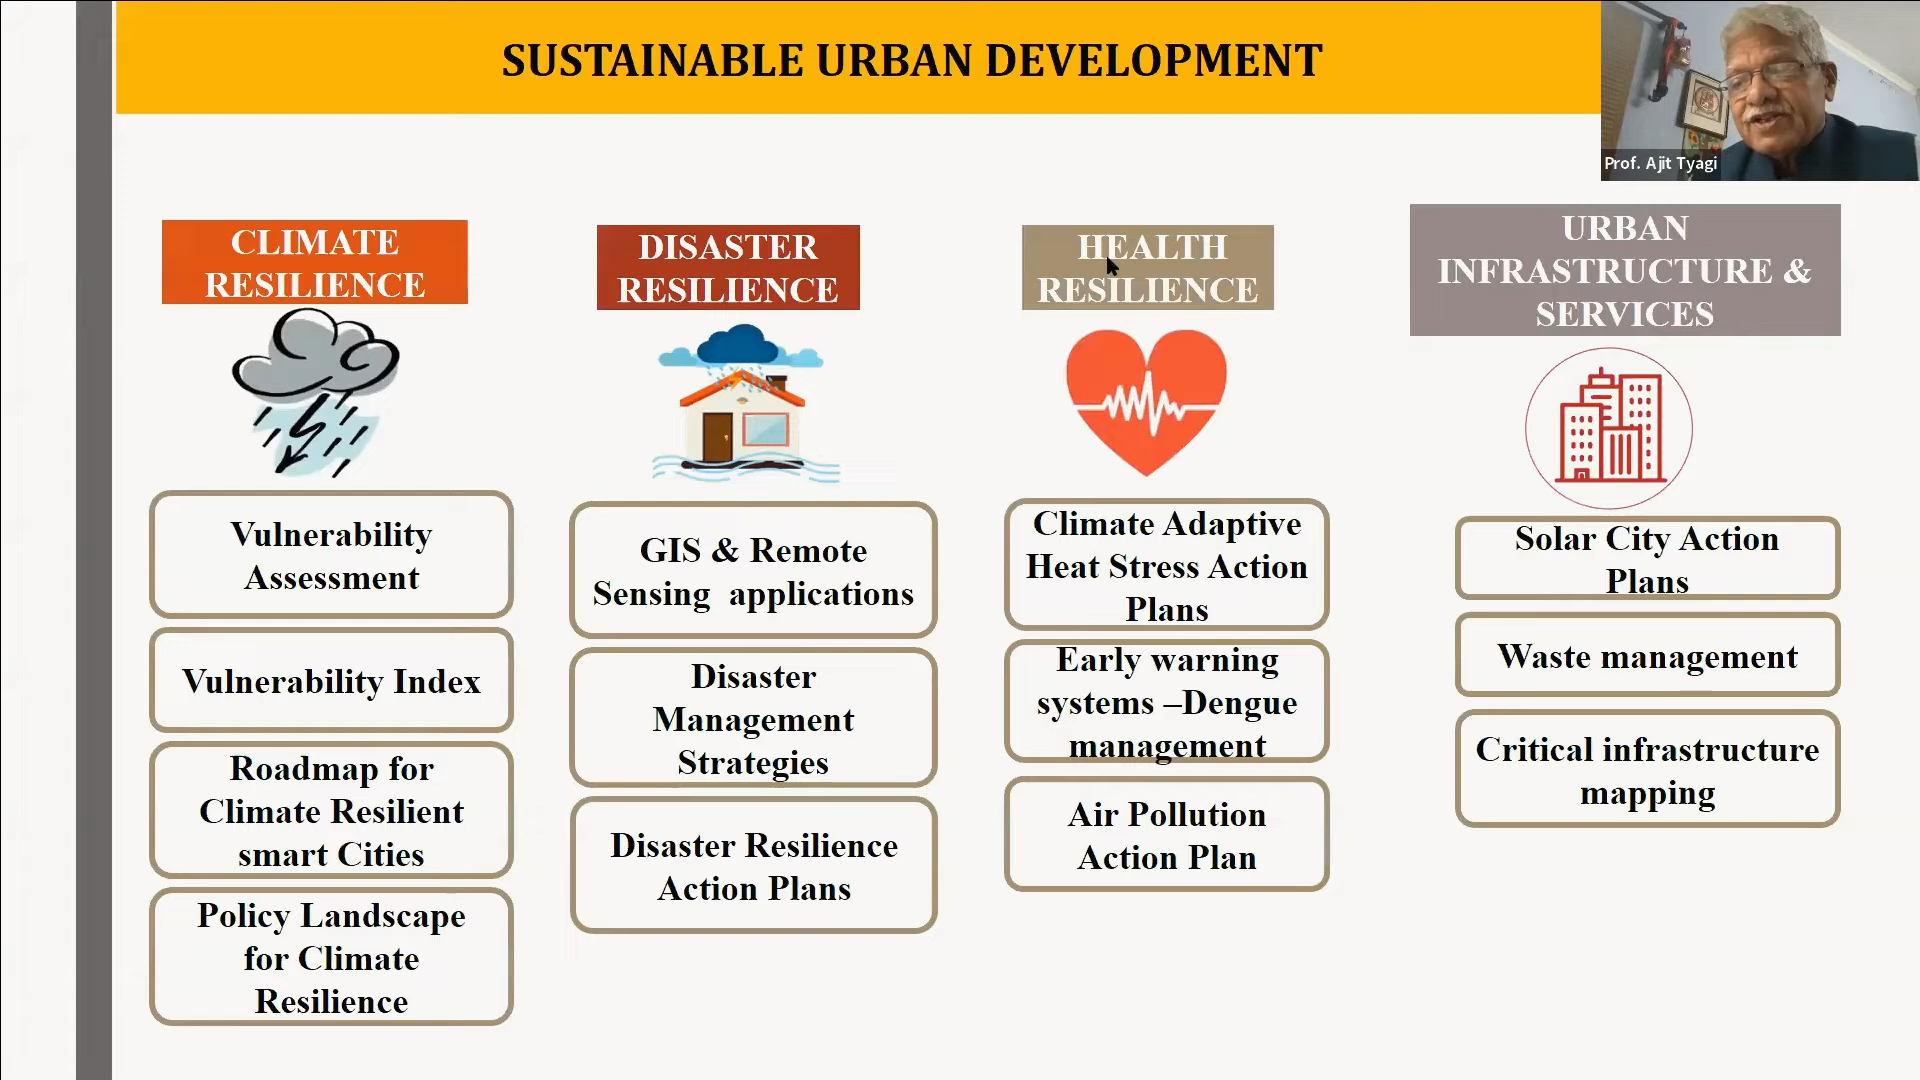 SUSTAINABLE URBAN DEVELOPMENT
Prof. Ajit Tyagi
CLIMATE
RESILIENCE
Vulnerability
Assessment
Vulnerability Index
Roadmap for
Climate Resilient
smart Cities
Policy Landscape
for Climate
Resilience
DISASTER
RESILIENCE
GIS & Remote
Sensing applications
Disaster
Management
Strategies
Disaster Resilience
Action Plans
HEALTH
RESILIENCE
Climate Adaptive
Heat Stress Action
Plans
Early warning
systems –Dengue
management
Air Pollution
Action Plan
URBAN
INFRASTRUCTURE &
SERVICES
Solar City Action
Plans
Waste management
Critical infrastructure
mapping